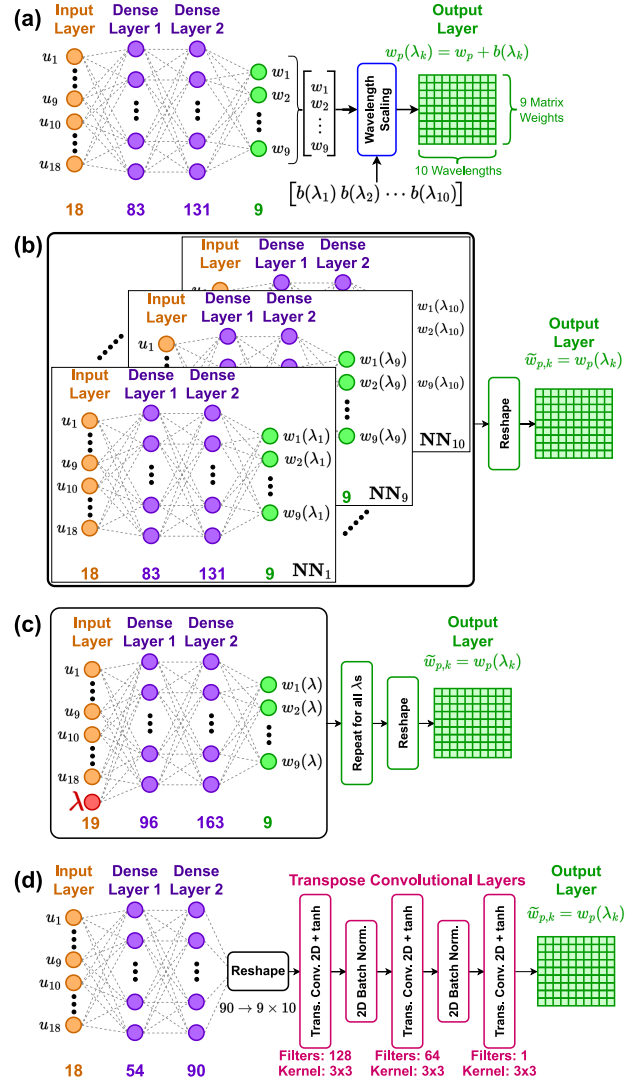 (a)
Input
Layer
Dense
Layer 1
Dense
Layer 2
Output
Layer
w_p(λ_k) = w_p + b(λ_k)
u_1
u_9
u_10
u_18
w_1
w_2
w_9
w_1
w_2
⋯
w_9
Wavelength
Scaling
9 Matrix
Weights
10 Wavelengths
[b(λ_1) b(λ_2) ⋯ b(λ_10)]
18 83 131 9
(b)
Input
Layer
Dense
Layer 1
Dense
Layer 2
w_1(λ_10)
w_2(λ_10)
w_9(λ_10)
NN_10
Input
Layer
Dense
Layer 1
Dense
Layer 2
u_1
w_1(λ_9)
w_2(λ_9)
w_9(λ_9)
9 NN_9
Input
Layer
Dense
Layer 1
Dense
Layer 2
u_1
u_9
u_10
u_18
w_1(λ_1)
w_2(λ_1)
w_9(λ_1)
18 83 131 9 NN_1
Reshape
Output
Layer
w̃_p,k = w_p(λ_k)
(c)
Input
Layer
Dense
Layer 1
Dense
Layer 2
u_1
u_9
u_10
u_18
λ
w_1(λ)
w_2(λ)
w_9(λ)
19 96 163 9
Repeat for all λs
Reshape
Output
Layer
w̃_p,k = w_p(λ_k)
(d)
Input
Layer
Dense
Layer 1
Dense
Layer 2
u_1
u_9
u_10
u_18
18 54 90
Reshape
90 → 9 × 10
Transpose Convolutional Layers
Trans. Conv. 2D + tanh
2D Batch Norm.
Trans. Conv. 2D + tanh
2D Batch Norm.
Trans. Conv. 2D + tanh
Filters: 128
Kernel: 3x3
Filters: 64
Kernel: 3x3
Filters: 1
Kernel: 3x3
Output
Layer
w̃_p,k = w_p(λ_k)